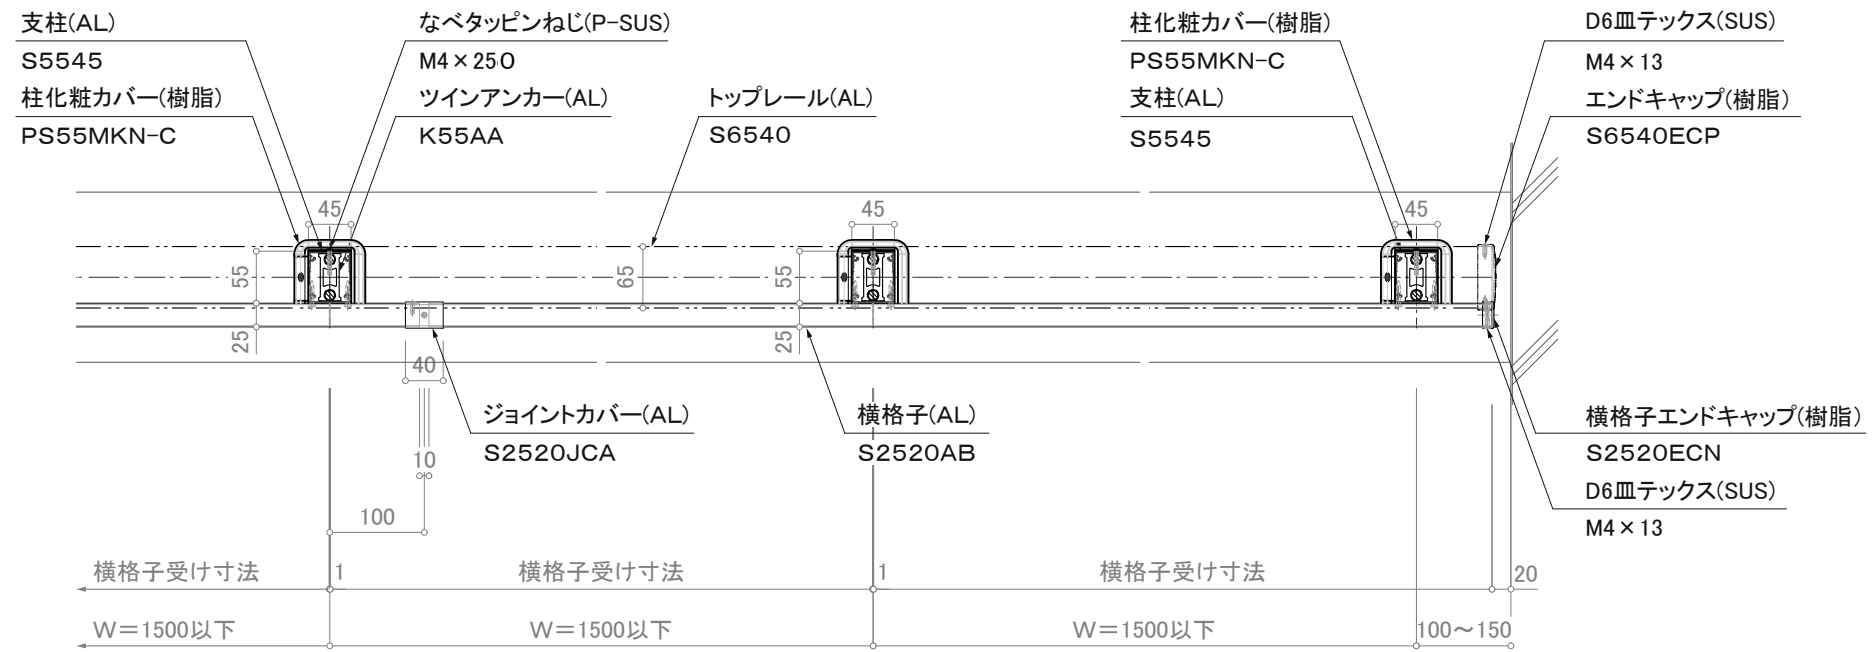 支柱(AL)
S5545
柱化粧カバー(樹脂)
PS55MKN-C
なベタッピンねじ(P-SUS)
M4×250
ツインアンカー(AL)
K55AA
トップレール(AL)
S6540
柱化粧カバー(樹脂)
PS55MKN-C
支柱(AL)
S5545
D6皿テックス(SUS)
M4×13
エンドキャップ(樹脂)
S6540ECP
45
45
45
55
65
55
25
25
40
ジョイントカバー(AL)
S2520JCA
横格子(AL)
S2520AB
横格子エンドキャップ(樹脂)
S2520ECN
D6皿テックス(SUS)
M4×13
10
100
横格子受け寸法
1
横格子受け寸法
1
横格子受け寸法
20
W=1500以下
W=1500以下
W=1500以下
100〜150